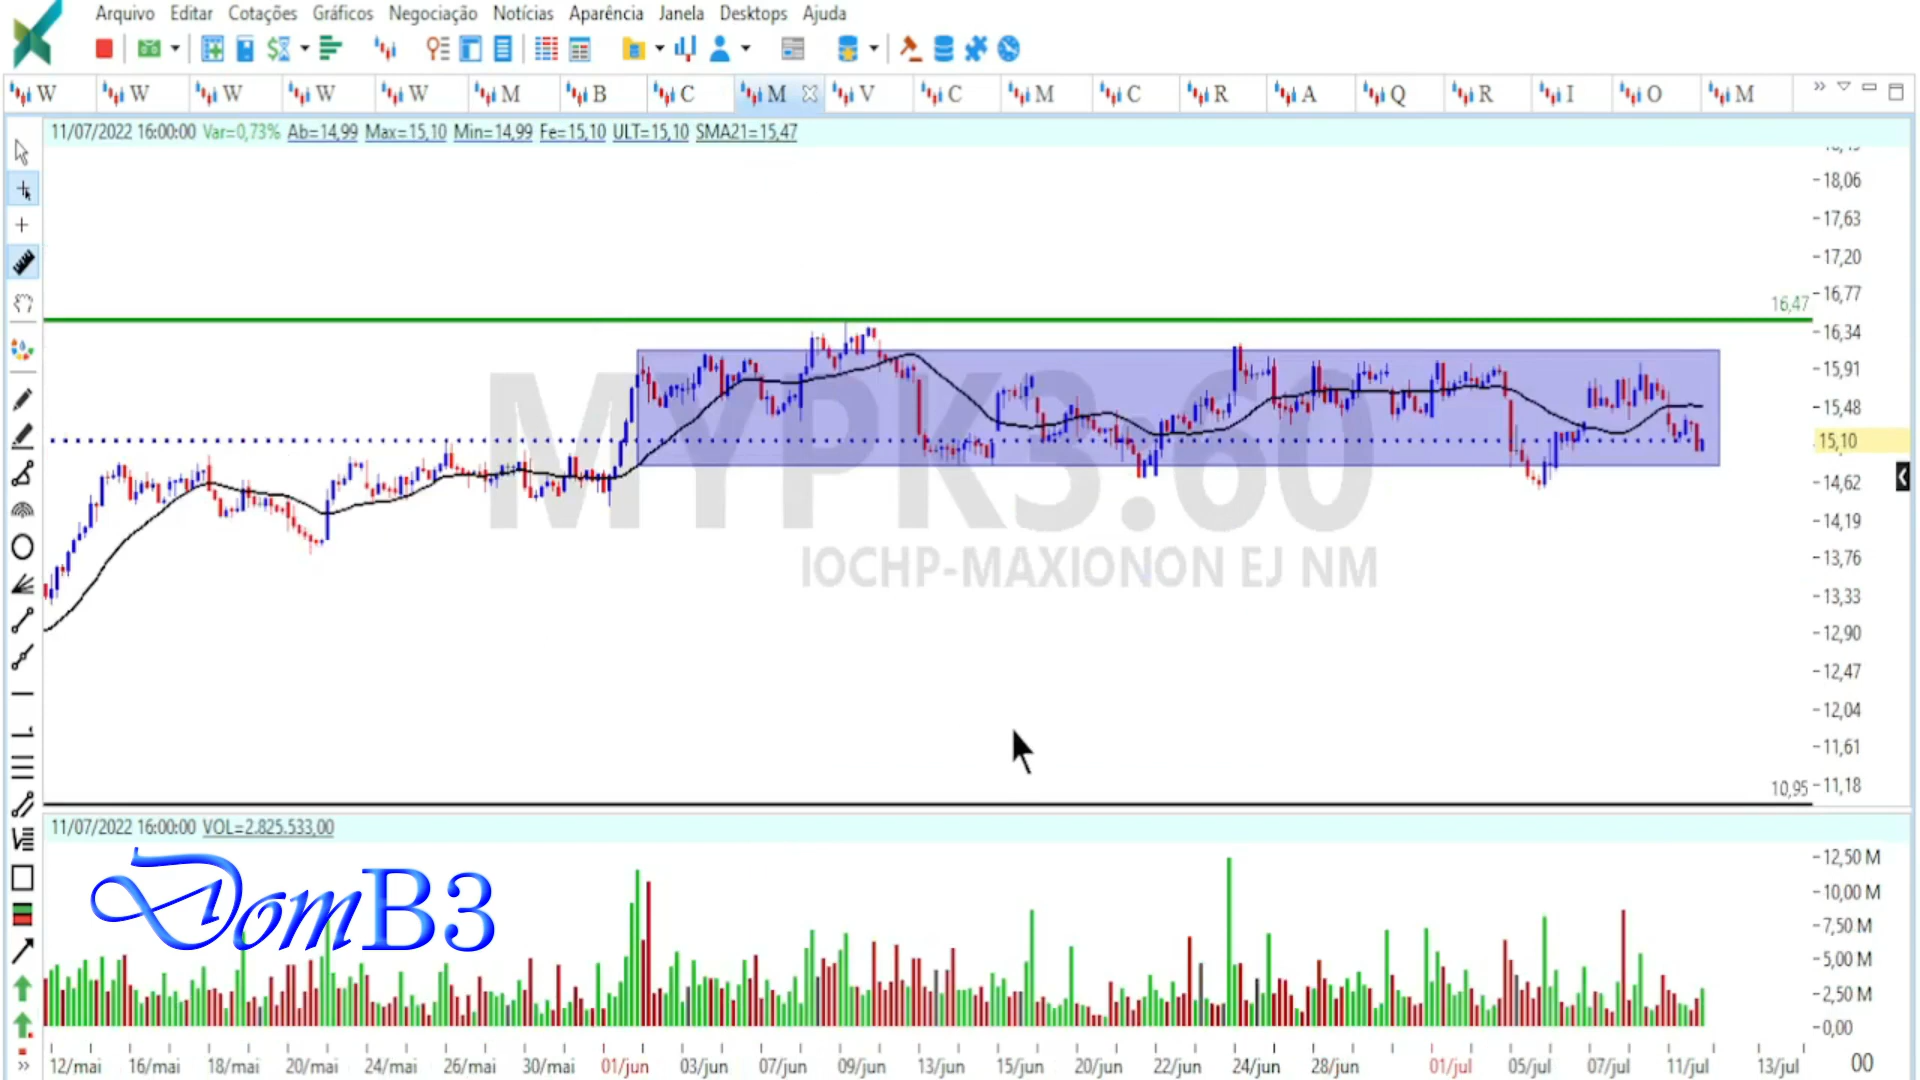 Arquivo Editar Cotações Gráficos Negociação Notícias Aparência Janela Desktops Ajuda
W W W W W M B C M V C M C R A Q R I O M
11/07/2022 16:00:00 Var=0,73% Ab=14,99 Max=15,10 Min=14,99 Fe=15,10 ULT=15,10 SMA21=15,47
18,06
17,63
17,20
16,77
16,47
16,34
15,91
15,48
15,10
14,62
14,19
13,76
13,33
12,90
12,47
12,04
11,61
11,18
10,95
MYPK3:60
IOCHP-MAXIONON EJ NM
11/07/2022 16:00:00 VOL=2.825.533,00
DomB3
12,50 M
10,00 M
7,50 M
5,00 M
2,50 M
0,00
12/mai 16/mai 18/mai 20/mai 24/mai 26/mai 30/mai 01/jun 03/jun 07/jun 09/jun 13/jun 15/jun 20/jun 22/jun 24/jun 28/jun 01/jul 05/jul 07/jul 11/jul 13/jul